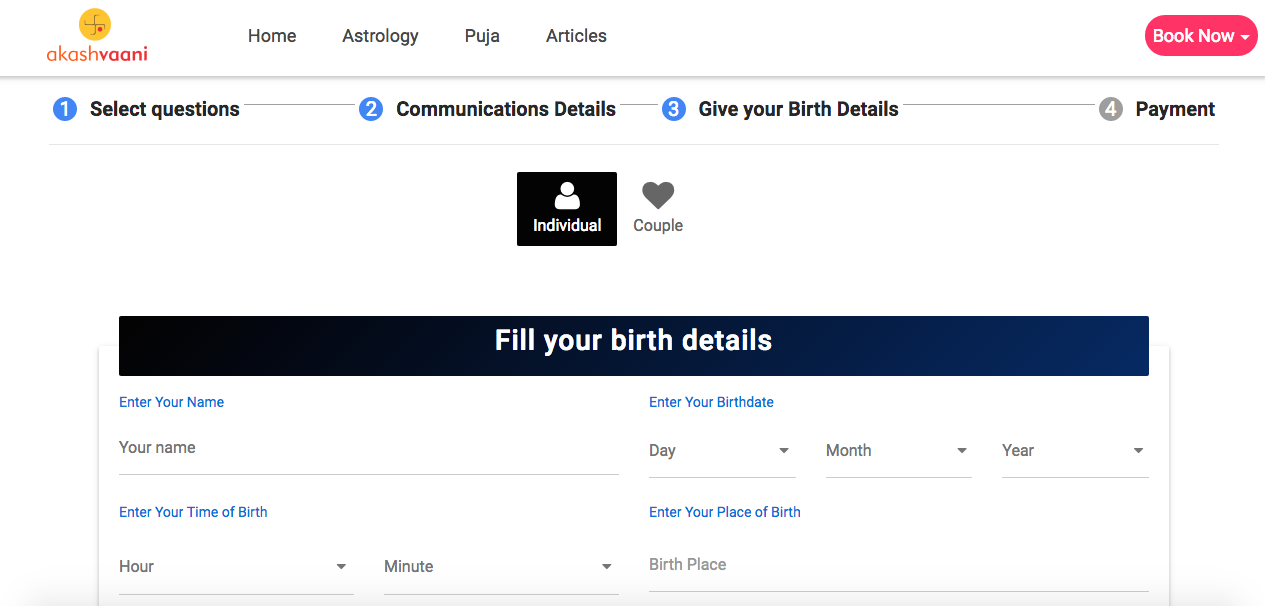 akashvaani
Home Astrology Puja Articles Book Now
1 Select questions 2 Communications Details 3 Give your Birth Details 4 Payment
Individual Couple
Fill your birth details
Enter Your Name Enter Your Birthdate
Your name Day Month Year
Enter Your Time of Birth Enter Your Place of Birth
Hour Minute Birth Place